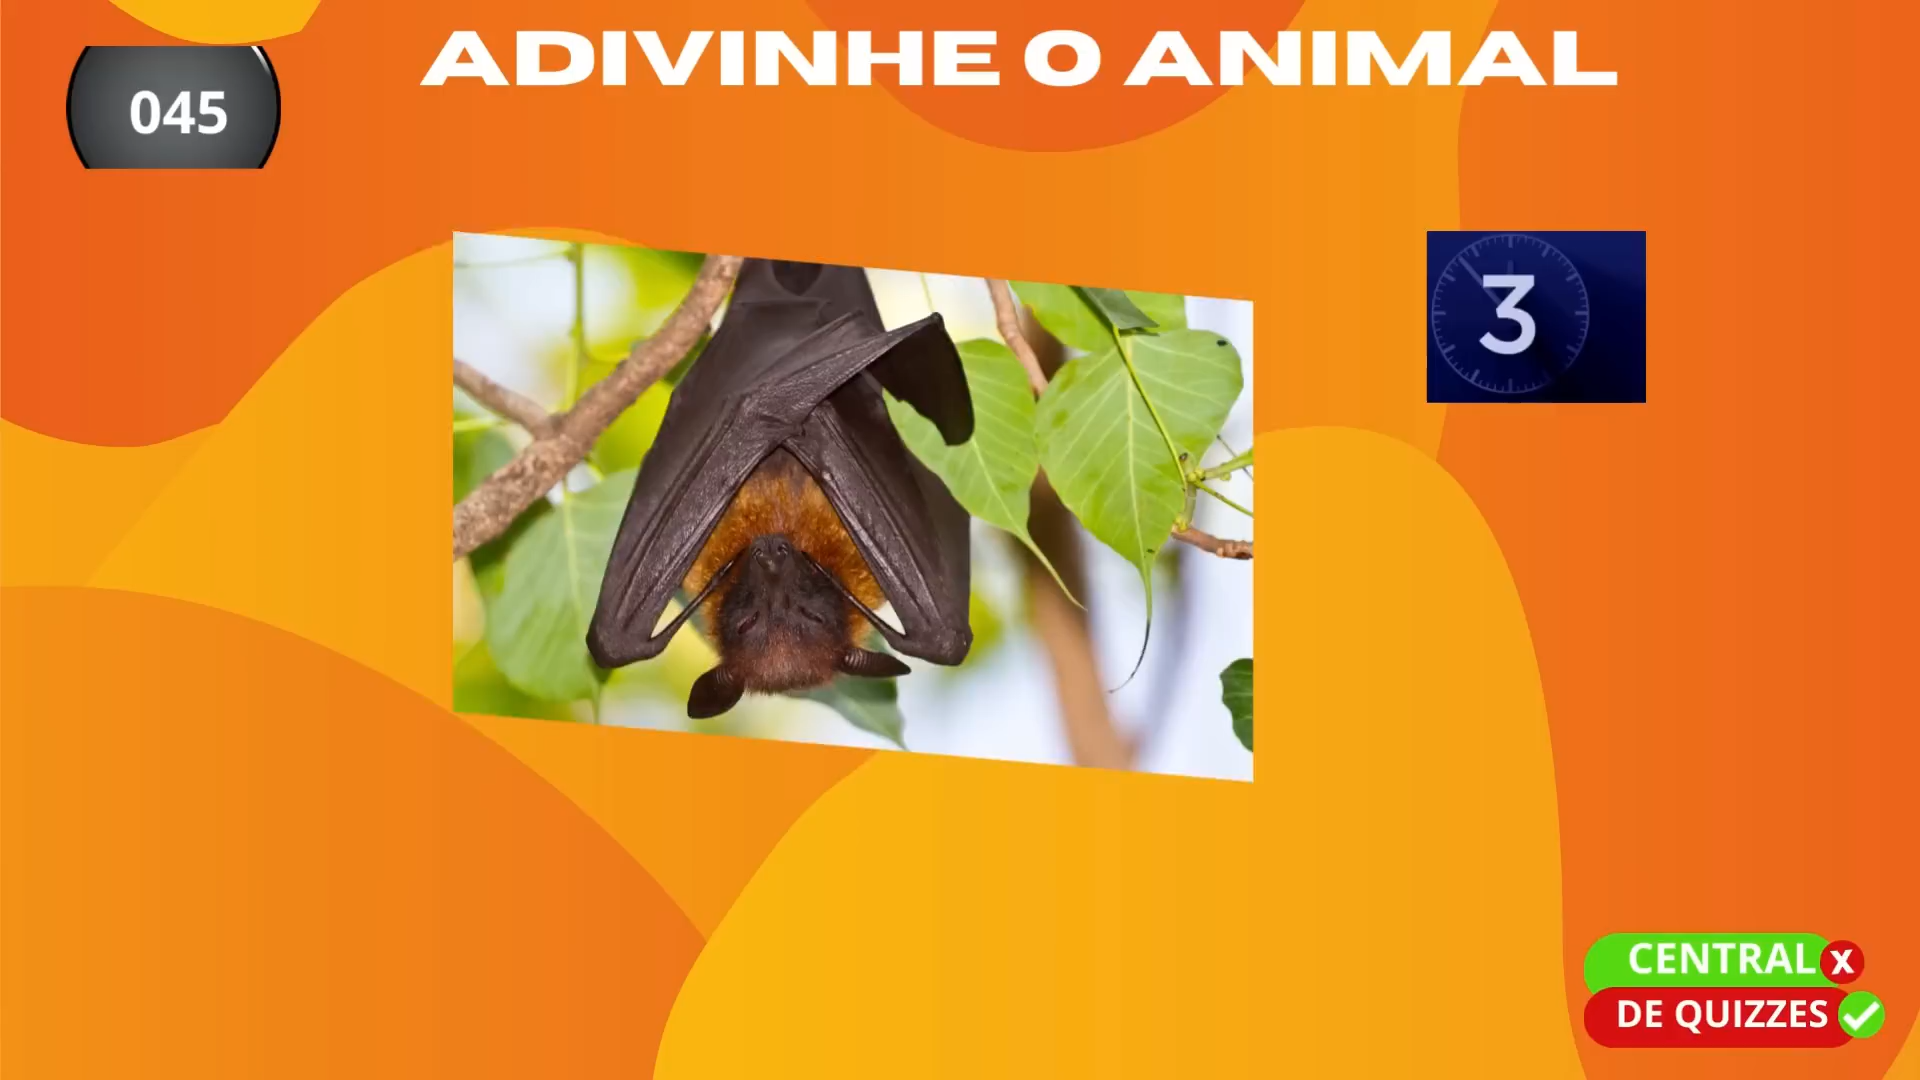 ADIVINHE O ANIMAL
045
3
CENTRAL X
DE QUIZZES